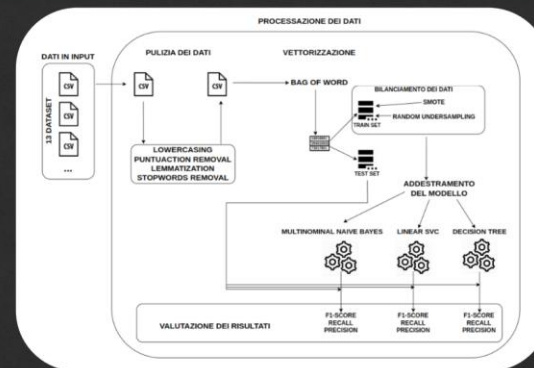 PROCESSAZIONE DEI DATI
DATI IN INPUT
PULIZIA DEI DATI
VETTORIZZAZIONE
13 DATASET
CSV
CSV
CSV
...
CSV
CSV
BAG OF WORD
BILANCIAMENTO DEI DATI
SMOTE
RANDOM UNDERSAMPLING
TRAIN SET
LOWERCASING
PUNTUACTION REMOVAL
LEMMATIZATION
STOPWORDS REMOVAL
TEST SET
ADDESTRAMENTO
DEL MODELLO
MULTINOMINAL NAIVE BAYES
LINEAR SVC
DECISION TREE
VALUTAZIONE DEI RISULTATI
F1-SCORE
RECALL
PRECISION
F1-SCORE
RECALL
PRECISION
F1-SCORE
RECALL
PRECISION